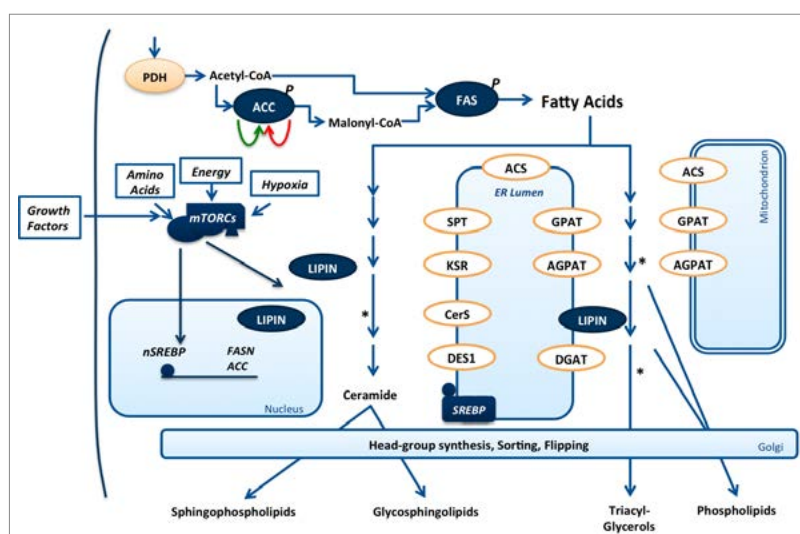 PDH
Acetyl-CoA
P
ACC
Malonyl-CoA
P
FAS
Fatty Acids
Amino
Acids
Energy
Hypoxia
Growth
Factors
mTORCs
LIPIN
LIPIN
nSREBP
FASN
ACC
Nucleus
*
Ceramide
ACS
ER Lumen
SPT
KSR
CerS
DES1
SREBP
GPAT
AGPAT
LIPIN
DGAT
*
*
ACS
GPAT
AGPAT
Mitochondrion
Head-group synthesis, Sorting, Flipping
Golgi
Sphingophospholipids
Glycosphingolipids
Triacyl-
Glycerols
Phospholipids